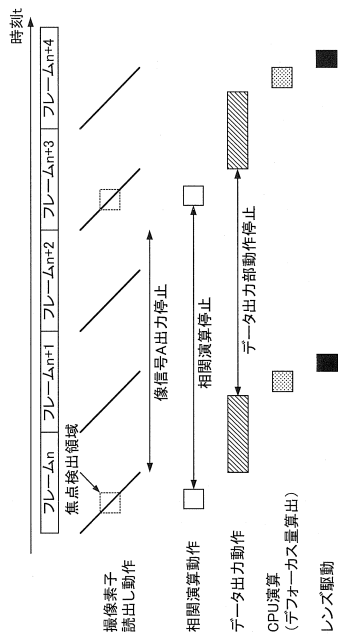 時刻t
フレームn
フレームn+1
フレームn+2
フレームn+3
フレームn+4
焦点検出領域
撮像素子
読出し動作
像信号A出力停止
相関演算動作
相関演算停止
データ出力動作
データ出力部動作停止
CPU演算
(デフォーカス量算出)
レンズ駆動